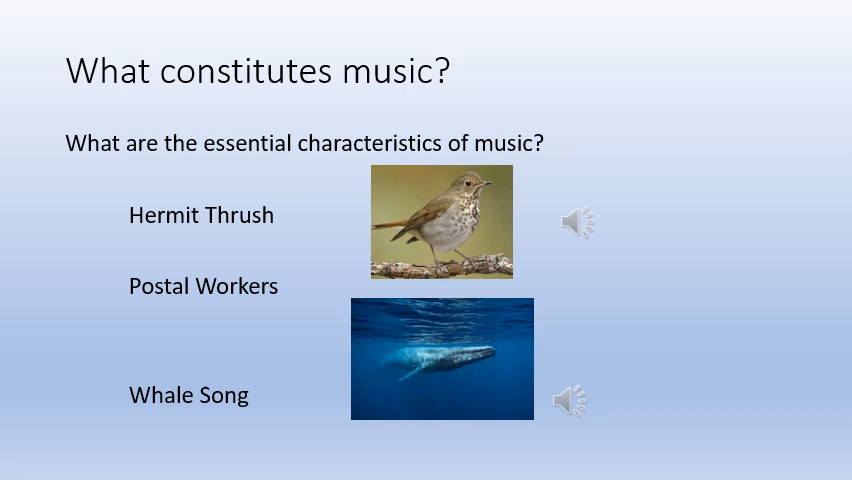 What constitutes music?
What are the essential characteristics of music?
Hermit Thrush
Postal Workers
Whale Song